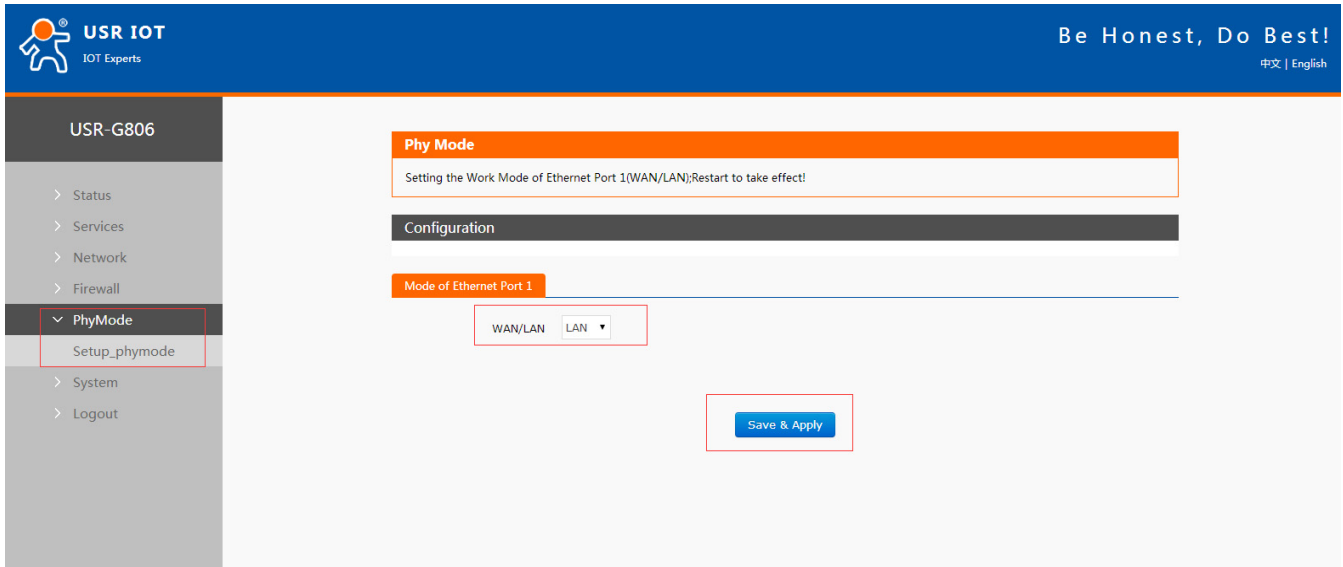 ®
USR IOT
IOT Experts
Be Honest, Do Best!
中文 | English
USR-G806
Status
Services
Network
Firewall
PhyMode
Setup_phymode
System
Logout
Phy Mode
Setting the Work Mode of Ethernet Port 1(WAN/LAN);Restart to take effect!
Configuration
Mode of Ethernet Port 1
WAN/LAN LAN
Save & Apply